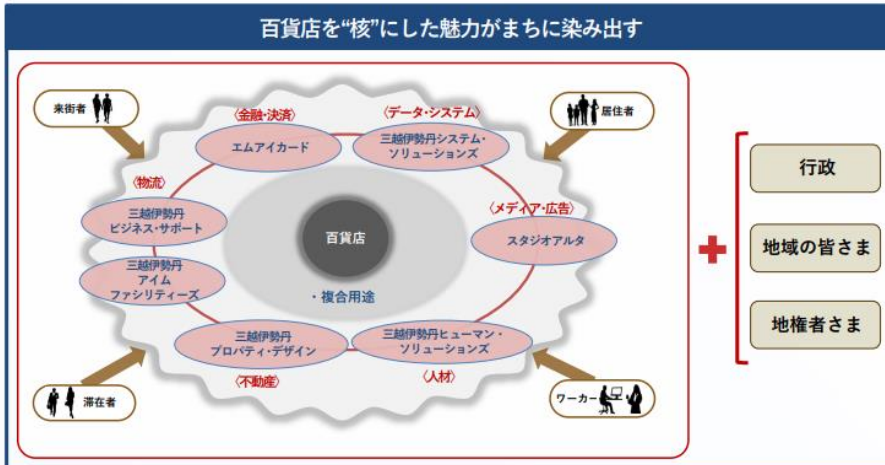 百貨店を“核”にした魅力がまちに染み出す
来街者
居住者
〈金融・決済〉
〈データ・システム〉
エムアイカード
三越伊勢丹システム・
ソリューションズ
〈物流〉
三越伊勢丹
ビジネス・サポート
〈メディア・広告〉
スタジオアルタ
百貨店
三越伊勢丹
アイム
ファシリティーズ
・複合用途
三越伊勢丹
プロパティ・デザイン
三越伊勢丹ヒューマン・
ソリューションズ
〈不動産〉
〈人材〉
滞在者
ワーカー
行政
地域の皆さま
地権者さま